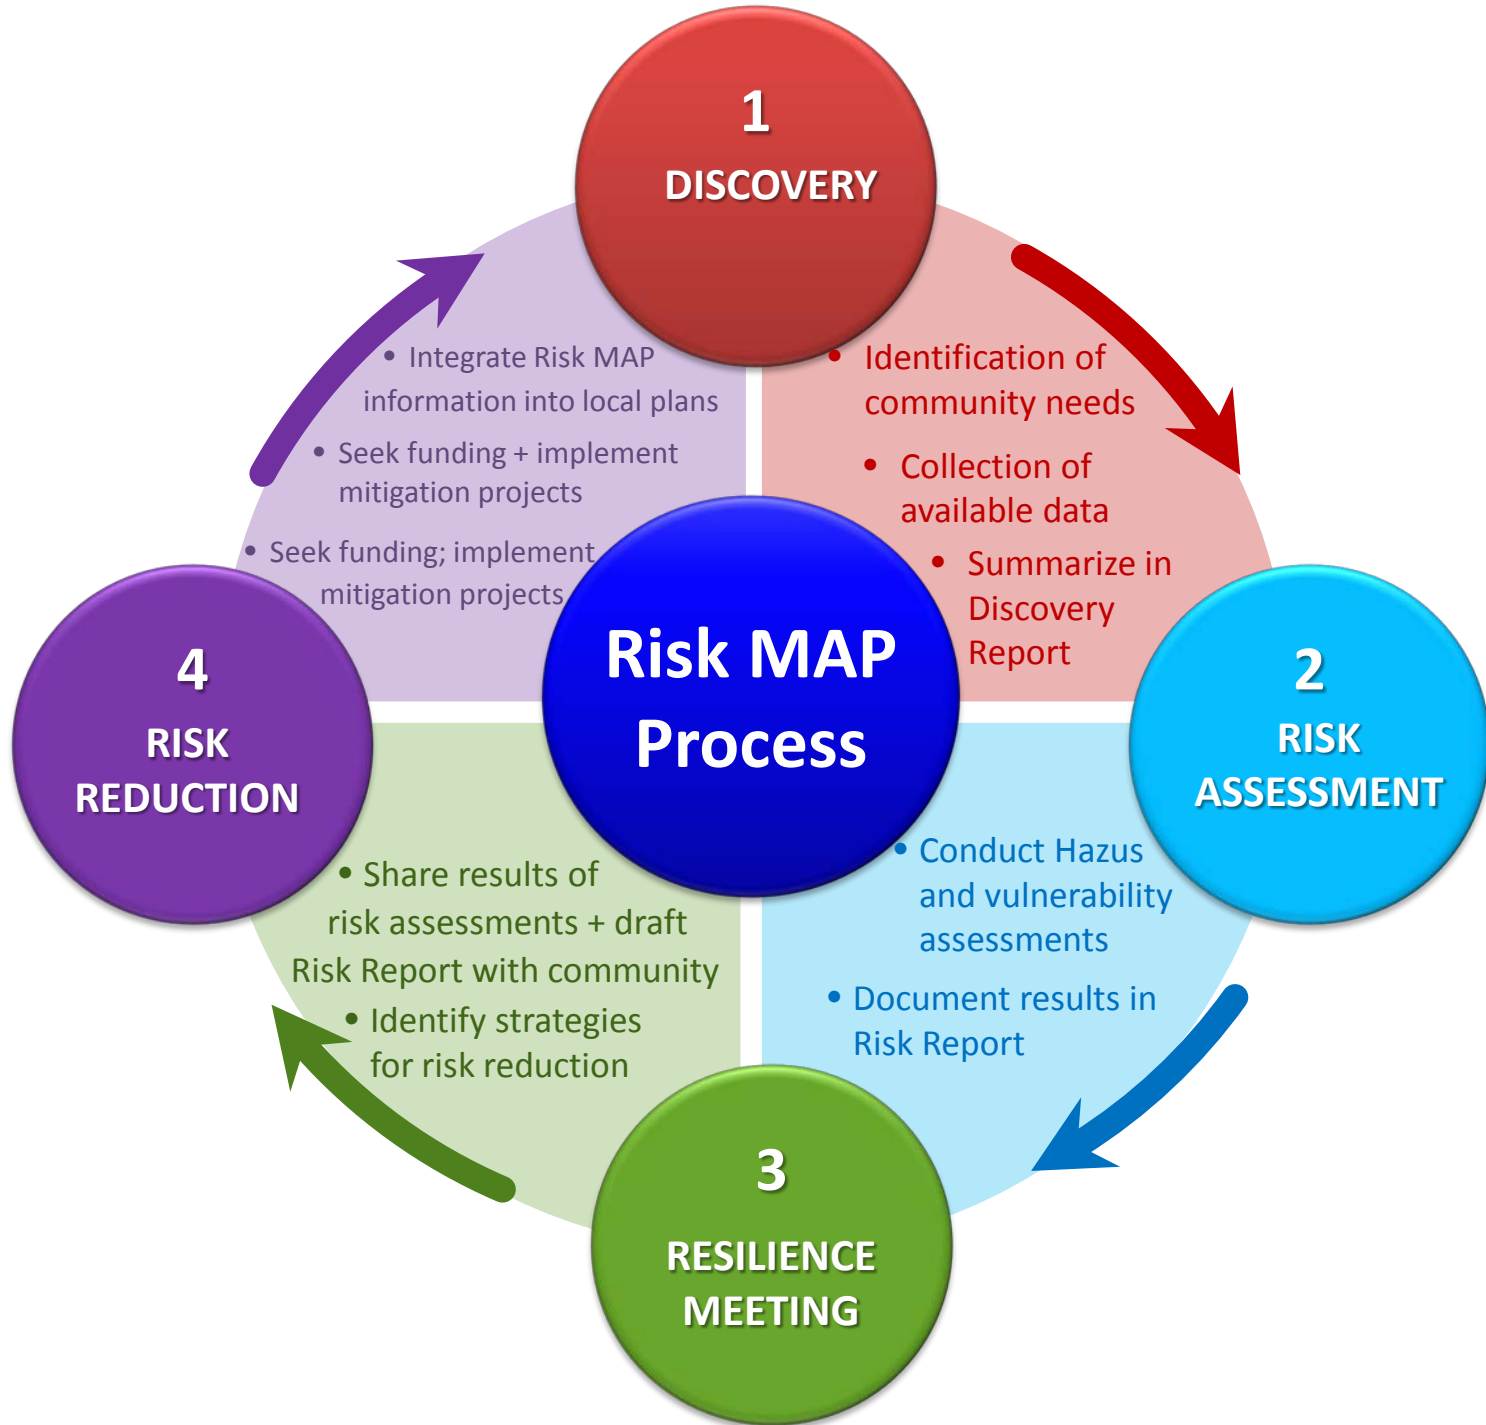 1
DISCOVERY
• Identification of
community needs
• Collection of
available data
• Summarize in
Discovery
Report
2
RISK
ASSESSMENT
• Conduct Hazus
and vulnerability
assessments
• Document results in
Risk Report
3
RESILIENCE
MEETING
• Share results of
risk assessments + draft
Risk Report with community
• Identify strategies
for risk reduction
4
RISK
REDUCTION
• Integrate Risk MAP
information into local plans
• Seek funding + implement
mitigation projects
• Seek funding; implement
mitigation projects
Risk MAP
Process